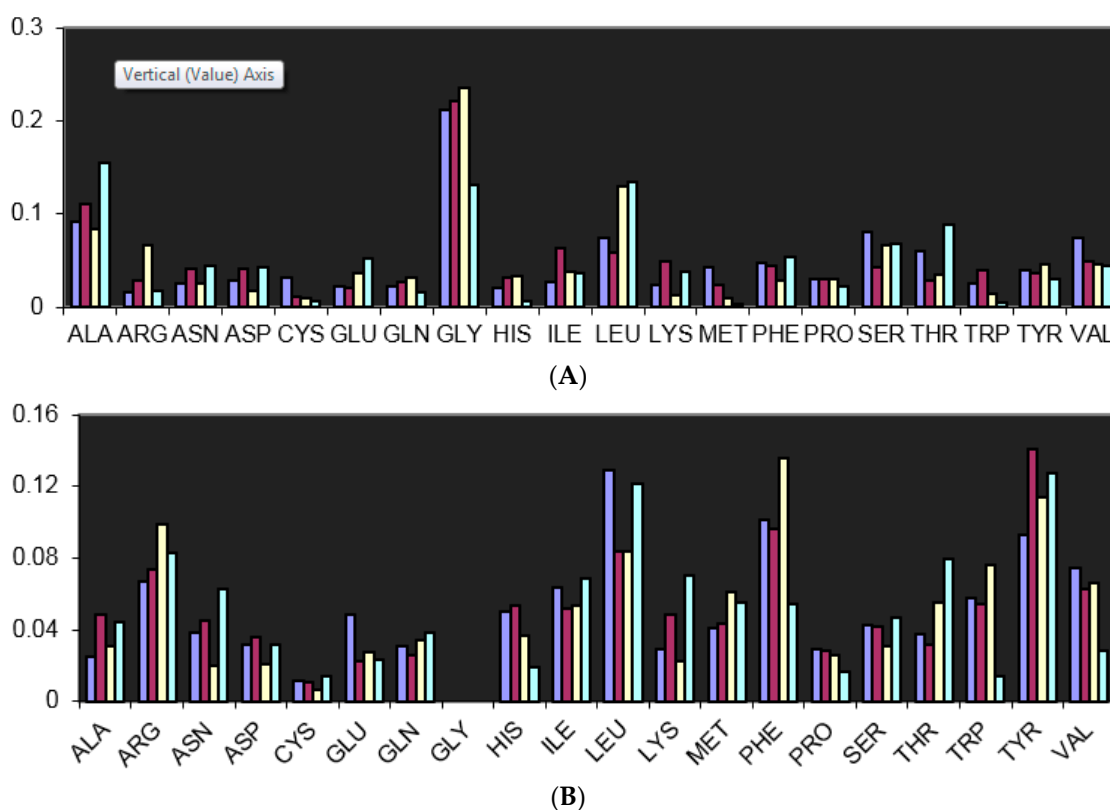 0.3
Vertical (Value) Axis
0.2
0.1
0
ALA ARG ASN ASP CYS GLU GLN GLY HIS ILE LEU LYS MET PHE PRO SER THR TRP TYR VAL
(A)
0.16
0.12
0.08
0.04
0
ALA ARG ASN ASP CYS GLU GLN GLY HIS ILE LEU LYS MET PHE PRO SER THR TRP TYR VAL
(B)